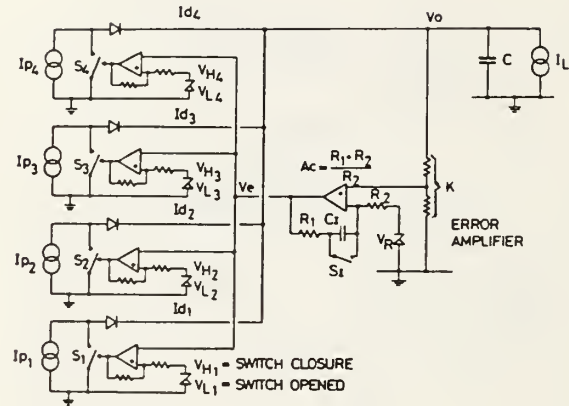 Id4
Vo
Ip4
S4
VH4
VL4
C
IL
Id3
Ip3
S3
VH3
VL3
Ac = R1 • R2
R2
K
Ve
R2
R1
CI
VR
SI
ERROR
AMPLIFIER
Id2
Ip2
S2
VH2
VL2
Id1
Ip1
S1
VH1 = SWITCH CLOSURE
VL1 = SWITCH OPENED